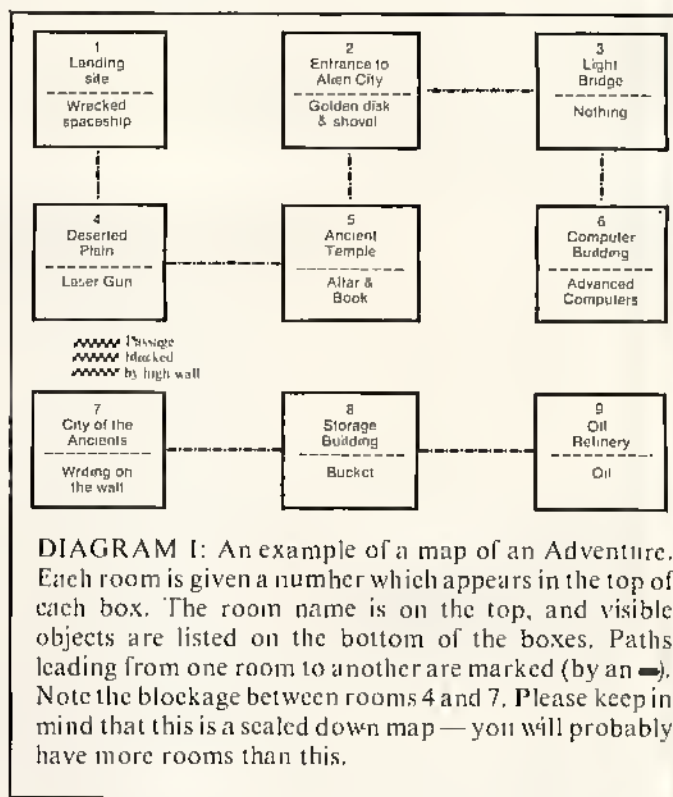 1
Landing
site
Wrecked
spaceship
2
Entrance to
Alien City
Golden disk
& shovel
3
Light
Bridge
Nothing
4
Deserted
Plain
Laser Gun
5
Ancient
Temple
Altar &
Book
6
Computer
Building
Advanced
Computers
Passage
blocked
by high wall
7
City of the
Ancients
Writing on
the wall
8
Storage
Building
Bucket
9
Oil
Refinery
Oil
DIAGRAM I: An example of a map of an Adventure.
Each room is given a number which appears in the top of
each box. The room name is on the top, and visible
objects are listed on the bottom of the boxes. Paths
leading from one room to another are marked (by an ▬).
Note the blockage between rooms 4 and 7. Please keep in
mind that this is a scaled down map — you will probably
have more rooms than this.